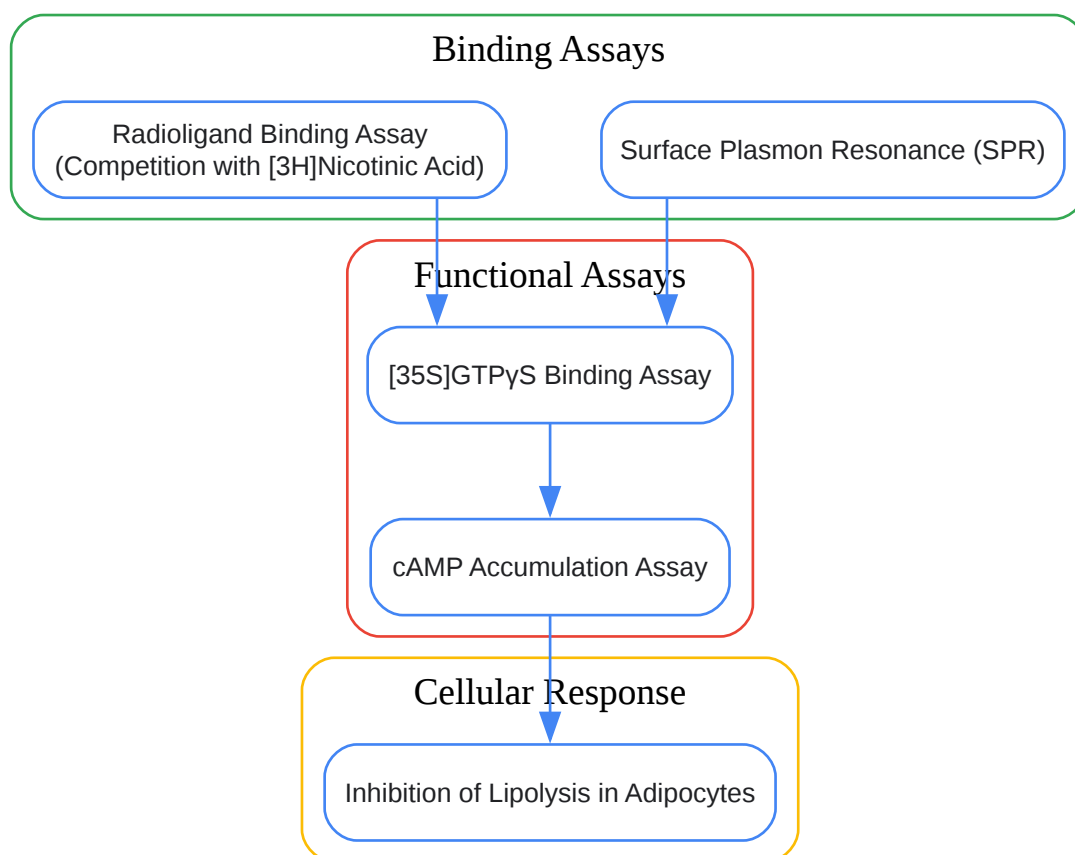 Binding Assays
Radioligand Binding Assay
(Competition with [3H]Nicotinic Acid)
Surface Plasmon Resonance (SPR)
Functional Assays
[35S]GTPγS Binding Assay
cAMP Accumulation Assay
Cellular Response
Inhibition of Lipolysis in Adipocytes